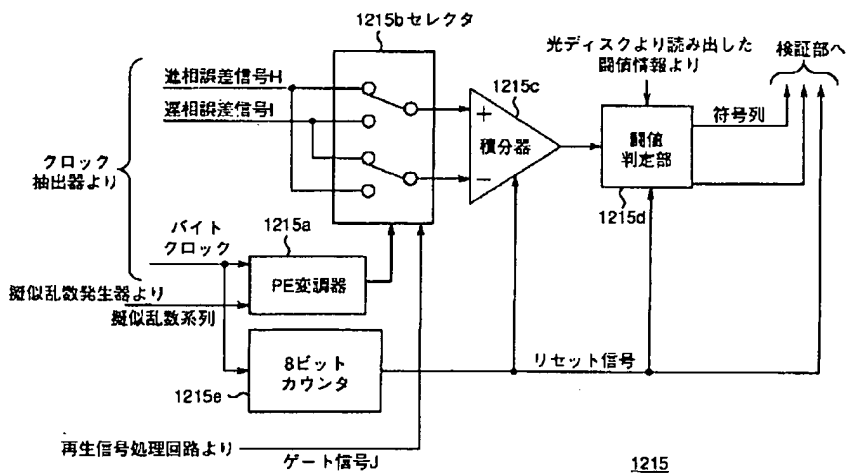 1215bセレクタ
光ディスクより読み出した
閾値情報より
検証部へ
進相誤差信号H
遅相誤差信号I
1215c
符号列
積分器
閾値
判定部
クロック
抽出器より
1215d
バイト
クロック
1215a
PE変調器
擬似乱数発生器より
擬似乱数系列
8ビット
カウンタ
リセット信号
1215e
再生信号処理回路より
ゲート信号J
1215